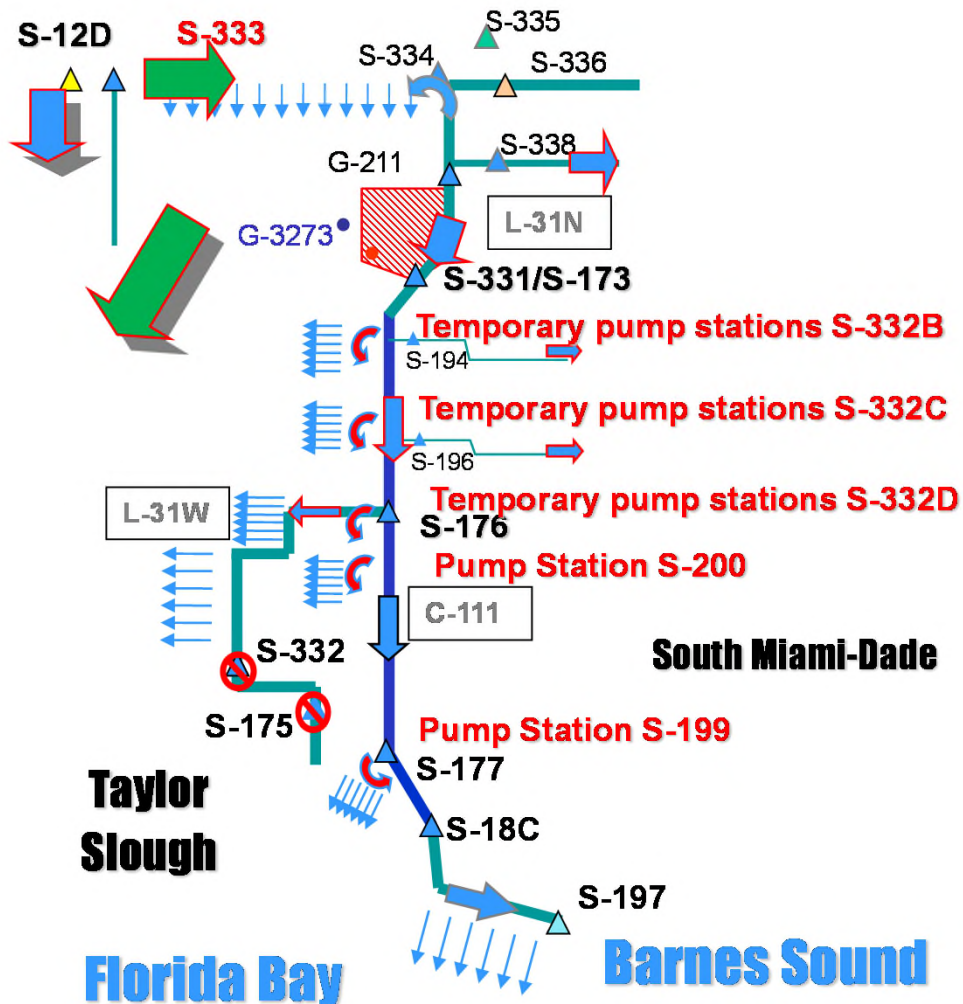 S-335
S-12D
S-333
S-334
S-336
S-338
G-211
G-3273
L-31N
S-331/S-173
Temporary pump stations S-332B
S-194
Temporary pump stations S-332C
S-196
Temporary pump stations S-332D
L-31W
S-176
Pump Station S-200
C-111
S-332
South Miami-Dade
S-175
Pump Station S-199
S-177
Taylor
Slough
S-18C
S-197
Florida Bay
Barnes Sound